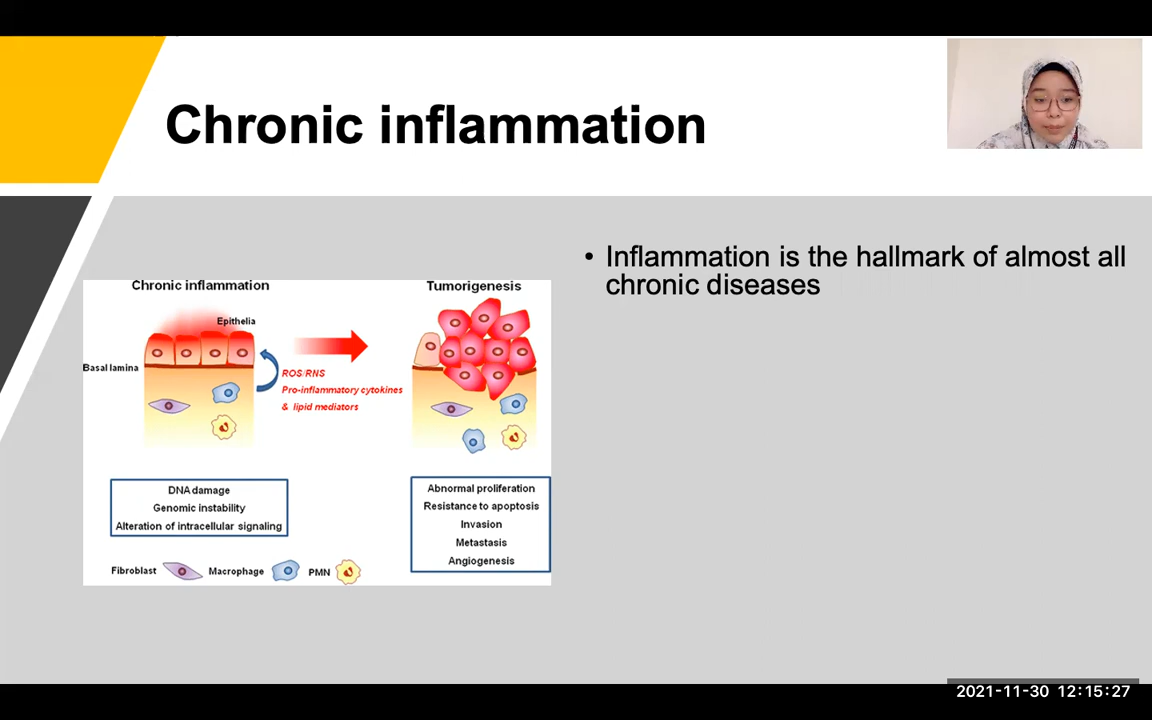 Chronic inflammation
• Inflammation is the hallmark of almost all
chronic diseases
Chronic inflammation
Tumorigenesis
Epithelia
Basal lamina
ROS/RNS
Pro-inflammatory cytokines
& lipid mediators
DNA damage
Genomic instability
Alteration of intracellular signaling
Abnormal proliferation
Resistance to apoptosis
Invasion
Metastasis
Angiogenesis
Fibroblast
Macrophage
PMN
2021-11-30 12:15:27